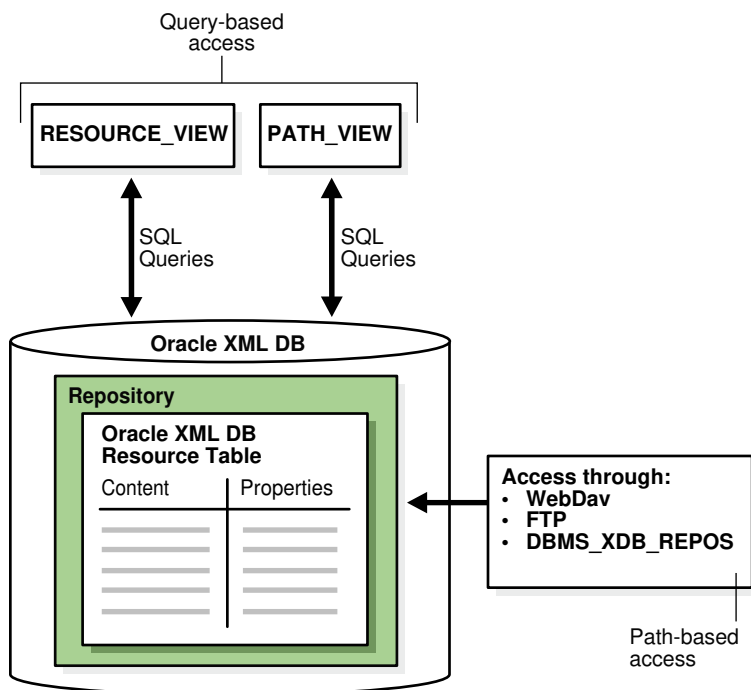 Query-based
access
RESOURCE_VIEW
PATH_VIEW
SQL
Queries
SQL
Queries
Oracle XML DB
Repository
Oracle XML DB
Resource Table
Content
Properties
Access through:
• WebDav
• FTP
• DBMS_XDB_REPOS
Path-based
access